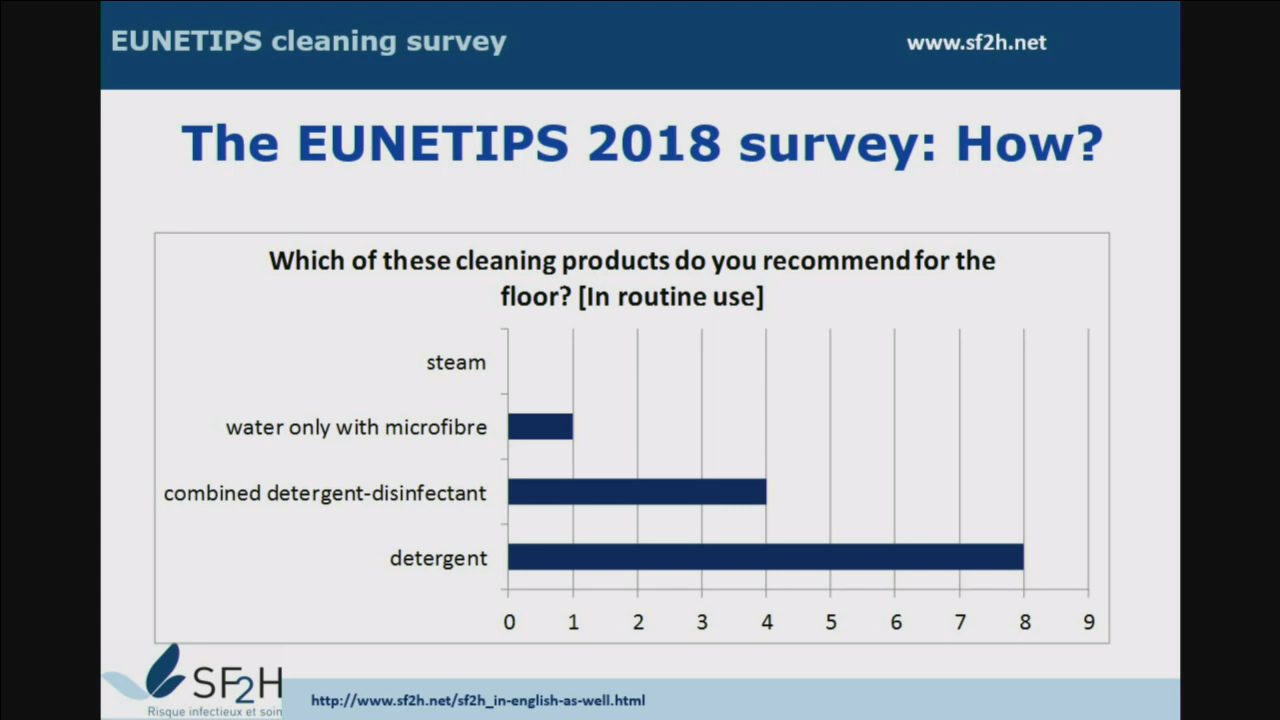 EUNETIPS cleaning survey
www.sf2h.net
The EUNETIPS 2018 survey: How?
Which of these cleaning products do you recommend for the
floor? [In routine use]
steam
water only with microfibre
combined detergent-disinfectant
detergent
0 1 2 3 4 5 6 7 8 9
SF2H
Risque infectieux et soin
http://www.sf2h.net/sf2h_in-english-as-well.html